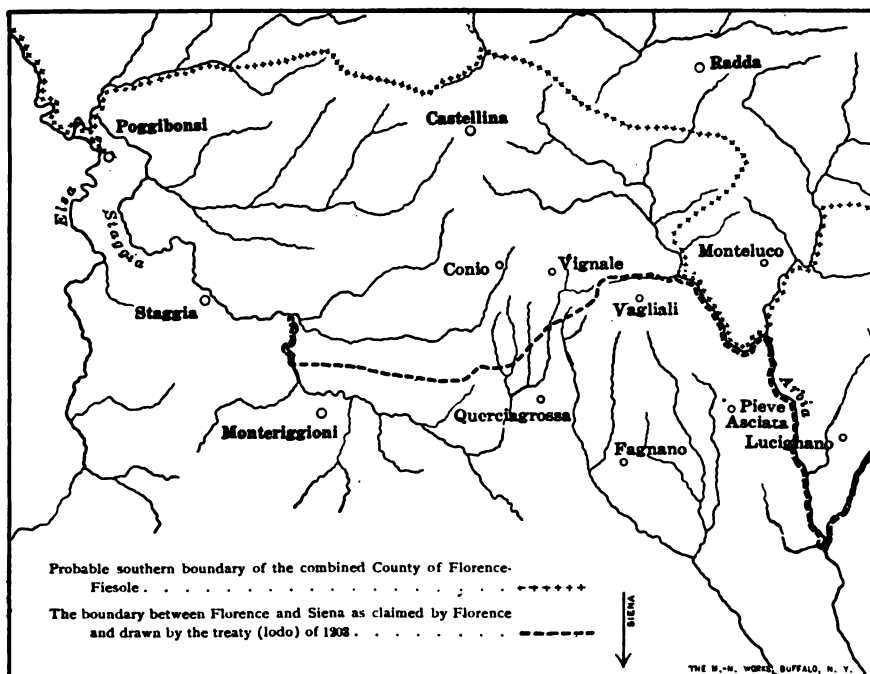 Radda
Poggibonsi
Castellina
Elsa
Staggia
Conio
Vignale
Monteluco
Staggia
Vagliali
Arbia
Querciagrossa
Pieve
Asciata
Monteriggioni
Lucignano
Fagnano
Probable southern boundary of the combined County of Florence-
Fiesole . . . . . . . . . . . . . .
The boundary between Florence and Siena as claimed by Florence
and drawn by the treaty (lodo) of 1203 . . . . . .
SIENA
THE M.-N. WORKS, BUFFALO, N. Y.